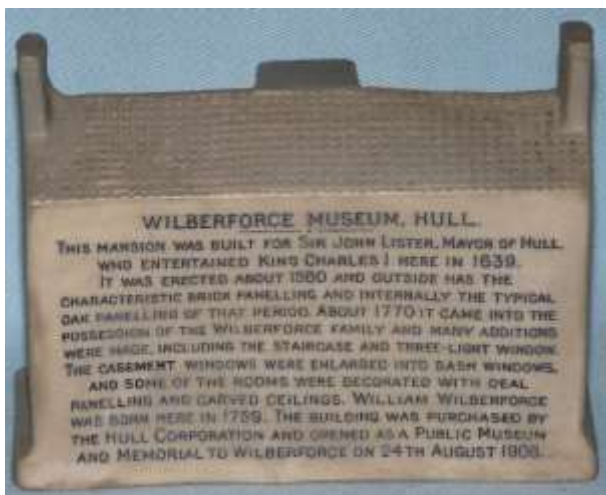 WILBERFORCE MUSEUM, HULL.
THIS MANSION WAS BUILT FOR SIR JOHN LISTER, MAYOR OF HULL,
WHO ENTERTAINED KING CHARLES I HERE IN 1639.
IT WAS ERECTED ABOUT 1580 AND OUTSIDE HAS THE
CHARACTERISTIC BRICK PANELLING AND INTERNALLY THE TYPICAL
OAK PANELLING OF THAT PERIOD. ABOUT 1770 IT CAME INTO THE
POSSESSION OF THE WILBERFORCE FAMILY AND MANY ADDITIONS
WERE MADE, INCLUDING THE STAIRCASE AND THREE-LIGHT WINDOW.
THE CASEMENT WINDOWS WERE ENLARGED INTO SASH WINDOWS,
AND SOME OF THE ROOMS WERE DECORATED WITH DEAL
PANELLING AND CARVED CEILINGS. WILLIAM WILBERFORCE
WAS BORN HERE IN 1759. THE BUILDING WAS PURCHASED BY
THE HULL CORPORATION AND OPENED AS A PUBLIC MUSEUM
AND MEMORIAL TO WILBERFORCE ON 24TH AUGUST 1906.